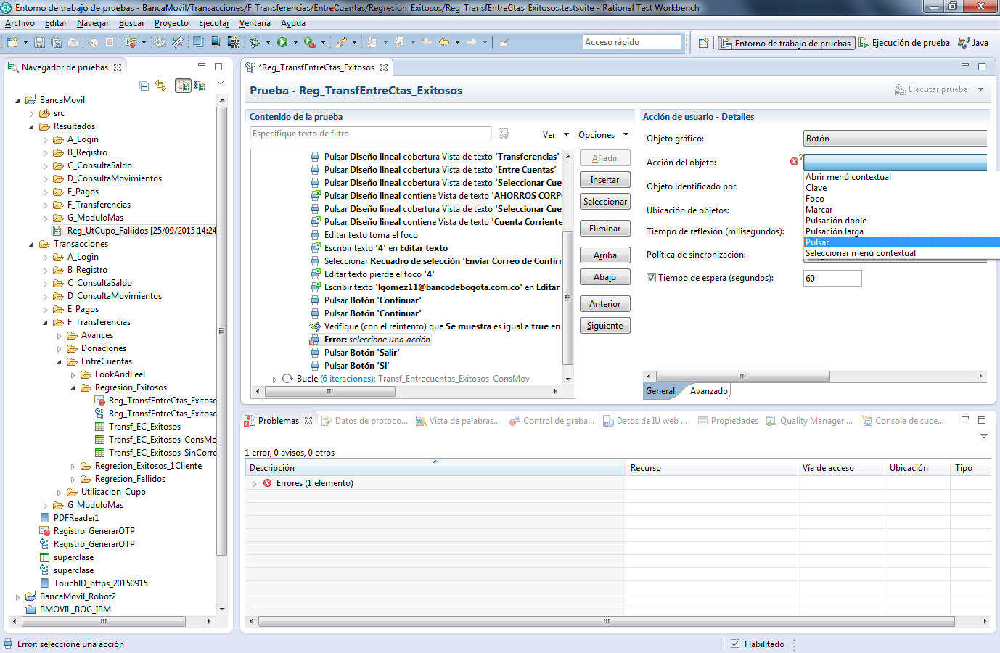 Entorno de trabajo de pruebas - BancaMovil/Transacciones/F_Transferencias/EntreCuentas/Regresion_Exitosos/Reg_TransfEntreCtas_Exitosos.testsuite - Rational Test Workbench
Archivo Editar Navegar Buscar Proyecto Ejecutar Ventana Ayuda
Acceso rápido
Entorno de trabajo de pruebas
Ejecución de prueba
Java
Navegador de pruebas
BancaMovil
src
Resultados
A_Login
B_Registro
C_ConsultaSaldo
D_ConsultaMovimientos
E_Pagos
F_Transferencias
G_ModuloMas
Reg_UtCupo_Fallidos [25/09/2015 14:24
Transacciones
A_Login
B_Registro
C_ConsultaSaldo
D_ConsultaMovimientos
E_Pagos
F_Transferencias
Avances
Donaciones
EntreCuentas
LookAndFeel
Regresion_Exitosos
Reg_TransfEntreCtas_Exitoso
Reg_TransfEntreCtas_Exitoso
Transf_EC_Exitosos
Transf_EC_Exitosos-ConsMo
Transf_EC_Exitosos-SinCorre
Regresion_Exitosos_1Cliente
Regresion_Fallidos
Utilizacion_Cupo
G_ModuloMas
PDFReader1
Registro_GenerarOTP
Registro_GenerarOTP
superclase
superclase
TouchID_https_20150915
BancaMovil_Robot2
BMOVIL_BOG_IBM
*Reg_TransfEntreCtas_Exitosos
Prueba - Reg_TransfEntreCtas_Exitosos
Ejecutar prueba
Contenido de la prueba
Especifique texto de filtro
Ver
Opciones
Pulsar Diseño lineal cobertura Vista de texto 'Transferencias'
Pulsar Diseño lineal cobertura Vista de texto 'Entre Cuentas'
Pulsar Diseño lineal cobertura Vista de texto 'Seleccionar Cue
Pulsar Diseño lineal contiene Vista de texto 'AHORROS CORP
Pulsar Diseño lineal cobertura Vista de texto 'Seleccionar Cue
Pulsar Diseño lineal contiene Vista de texto 'Cuenta Corriente
Editar texto toma el foco
Escribir texto '4' en Editar texto
Seleccionar Recuadro de selección 'Enviar Correo de Confirr
Editar texto pierde el foco '4'
Escribir texto 'lgomez11@bancodebogota.com.co' en Editar
Pulsar Botón 'Continuar'
Pulsar Botón 'Continuar'
Verifique (con el reintento) que Se muestra es igual a true en
Error: seleccione una acción
Pulsar Botón 'Salir'
Pulsar Botón 'Si'
Bucle (6 iteraciones): Transf_Entrecuentas_Exitosos-ConsMov
Añadir
Insertar
Seleccionar
Eliminar
Arriba
Abajo
Anterior
Siguiente
Acción de usuario - Detalles
Objeto gráfico:
Botón
Acción del objeto:
Abrir menú contextual
Clave
Foco
Marcar
Pulsación doble
Pulsación larga
Pulsar
Seleccionar menú contextual
Objeto identificado por:
Ubicación de objetos:
Tiempo de reflexión (milisegundos):
Política de sincronización:
Tiempo de espera (segundos):
60
General
Avanzado
Problemas
Datos de protoco...
Vista de palabras...
Control de graba...
Datos de IU web ...
Propiedades
Quality Manager ...
Consola de suce...
1 error, 0 avisos, 0 otros
Descripción Recurso Vía de acceso Ubicación Tipo
Errores (1 elemento)
Error: seleccione una acción
Habilitado